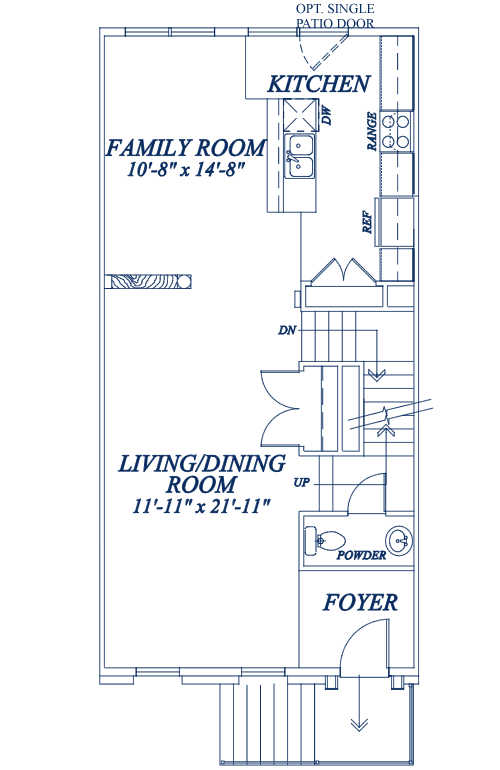 OPT. SINGLE
PATIO DOOR
KITCHEN
DW
RANGE
FAMILY ROOM
10'-8" x 14'-8"
REF
DN
LIVING/DINING
ROOM
11'-11" x 21'-11"
UP
POWDER
FOYER